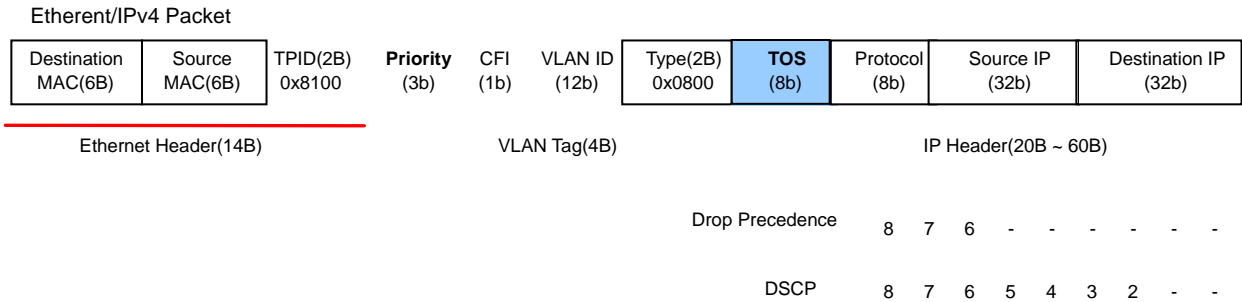 Etherent/IPv4 Packet
Destination MAC(6B)
Source MAC(6B)
TPID(2B) 0x8100
Priority (3b)
CFI (1b)
VLAN ID (12b)
Type(2B) 0x0800
TOS (8b)
Protocol (8b)
Source IP (32b)
Destination IP (32b)
Ethernet Header(14B)
VLAN Tag(4B)
IP Header(20B ~ 60B)
Drop Precedence 8 7 6 - - - - - -
DSCP 8 7 6 5 4 3 2 - -